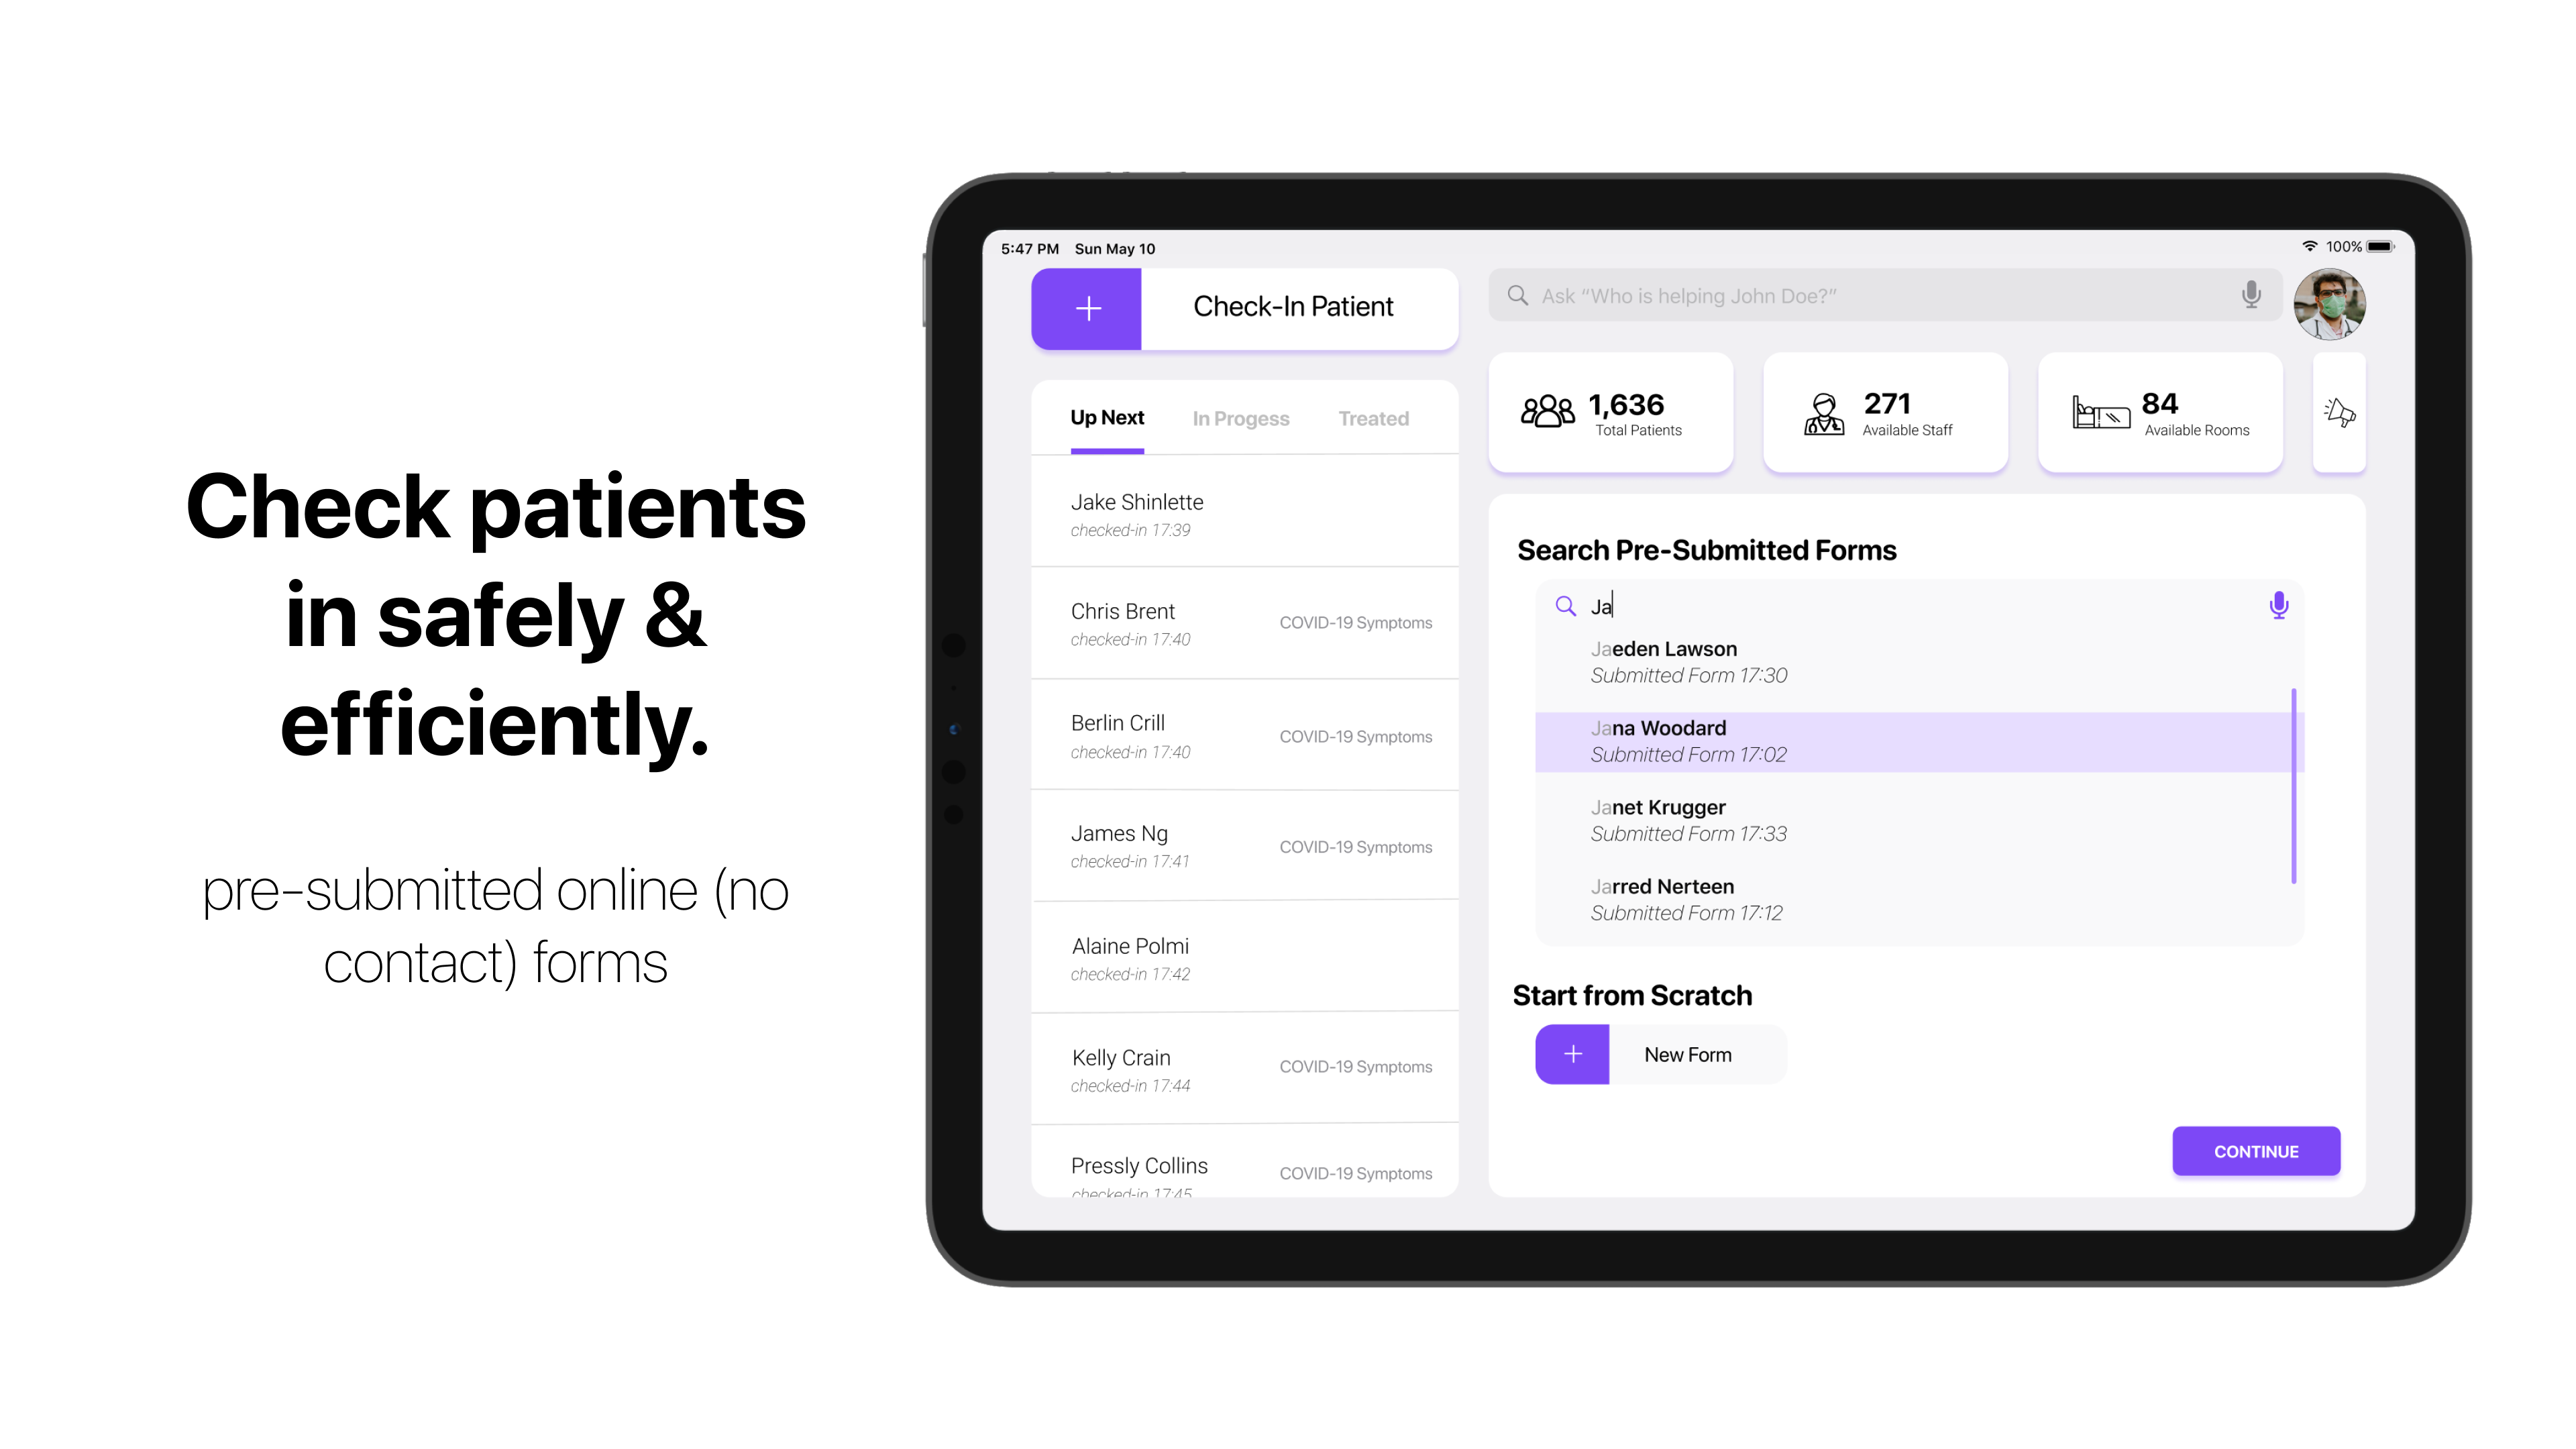 Check patients
in safely &
efficiently.
pre-submitted online (no
contact) forms
5:47 PM Sun May 10
100%
Check-In Patient
Up Next In Progess Treated
Jake Shinlette
checked-in 17:39
Chris Brent
checked-in 17:40
COVID-19 Symptoms
Berlin Crill
checked-in 17:40
COVID-19 Symptoms
James Ng
checked-in 17:41
COVID-19 Symptoms
Alaine Polmi
checked-in 17:42
Kelly Crain
checked-in 17:44
COVID-19 Symptoms
Pressly Collins
checked-in 17:45
COVID-19 Symptoms
Ask “Who is helping John Doe?”
1,636
Total Patients
271
Available Staff
84
Available Rooms
Search Pre-Submitted Forms
Ja
Jaeden Lawson
Submitted Form 17:30
Jana Woodard
Submitted Form 17:02
Janet Krugger
Submitted Form 17:33
Jarred Nerteen
Submitted Form 17:12
Start from Scratch
New Form
CONTINUE